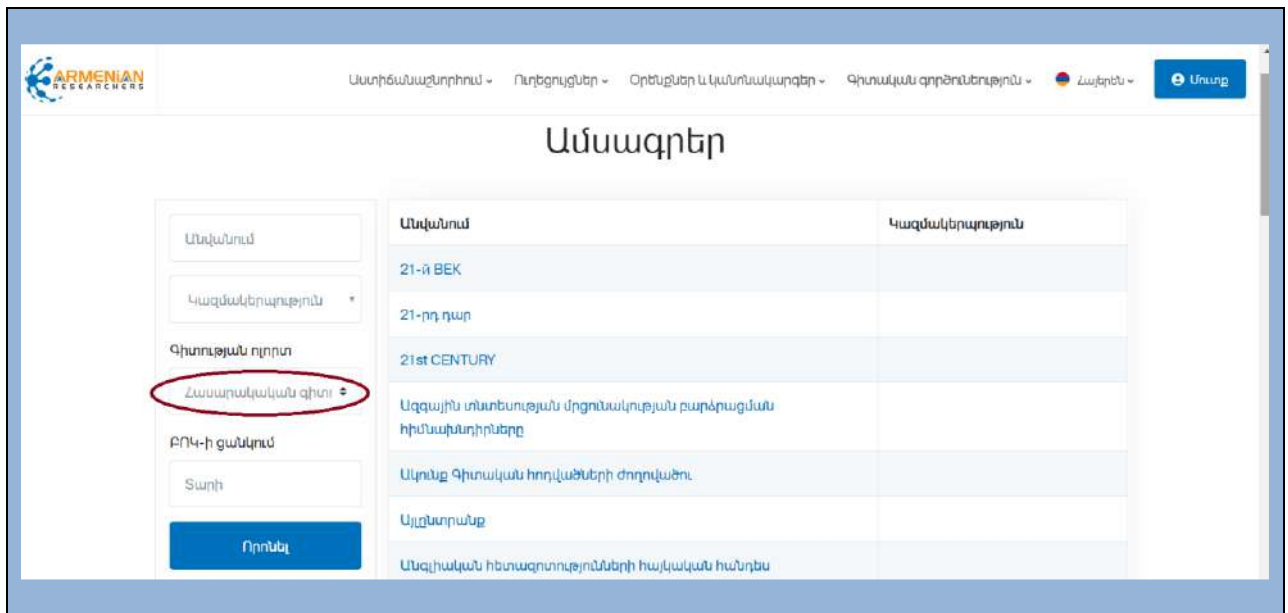 ARMENIAN
RESEARCHERS
Աստիճանաշնորհում Ուղեցույցներ Օրենքներ և կանոնակարգեր Գիտական գործունեություն Հայերեն Մուտք
Ամսագրեր
Անվանում
Կազմակերպություն
Գիտության ոլորտ
Հասարակական գիտ
ԲՈԿ-ի ցանկում
Տարի
Որոնել
Անվանում Կազմակերպություն
21-й ВЕК
21-րդ դար
21st CENTURY
Ազգային տնտեսության մրցունակության բարձրացման
հիմնախնդիրները
Ակունք Գիտական հոդվածների ժողովածու
Այլընտրանք
Անգլիական հետազոտությունների հայկական հանդես